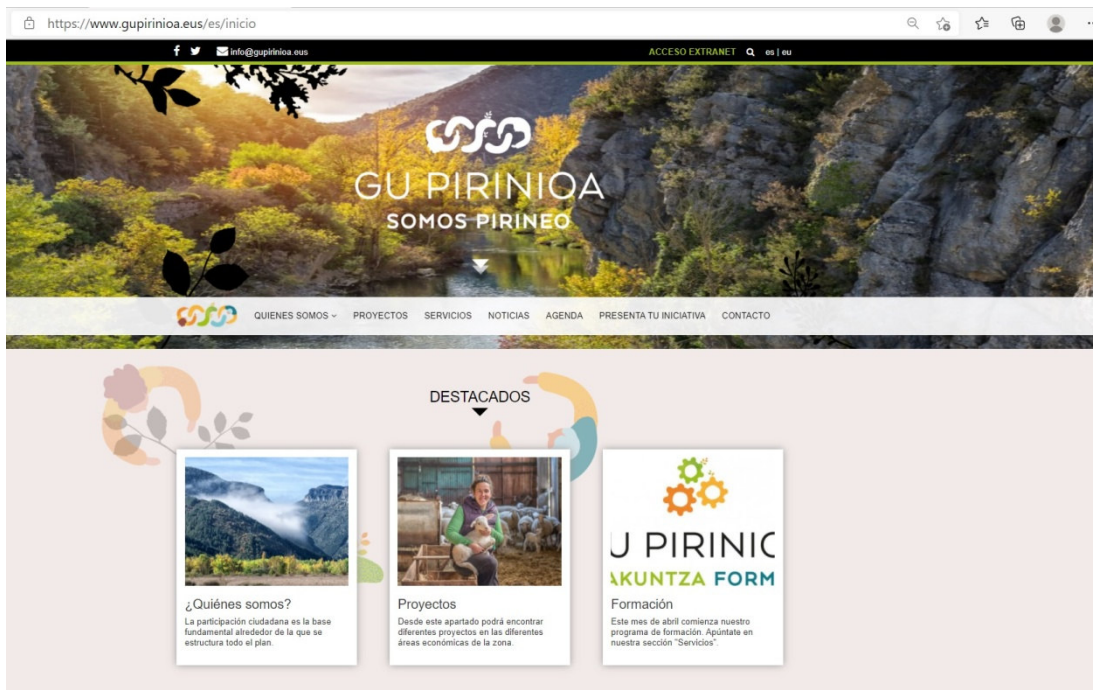 https://www.gupirinioa.eus/es/inicio
info@gupirinioa.eus
ACCESO EXTRANET es | eu
GU PIRINIOA
SOMOS PIRINEO
QUIENES SOMOS PROYECTOS SERVICIOS NOTICIAS AGENDA PRESENTA TU INICIATIVA CONTACTO
DESTACADOS
U PIRINIC
AKUNTZA FORM
¿Quiénes somos?
La participación ciudadana es la base
fundamental alrededor de la que se
estructura todo el plan.
Proyectos
Desde este apartado podrá encontrar
diferentes proyectos en las diferentes
áreas económicas de la zona.
Formación
Este mes de abril comienza nuestro
programa de formación. Apúntate en
nuestra sección "Servicios".